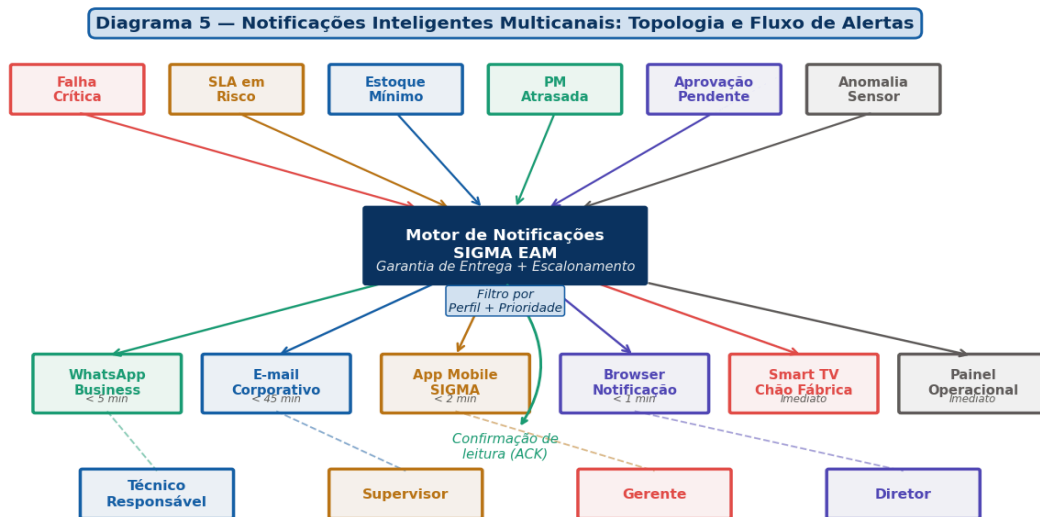 Diagrama 5 — Notificações Inteligentes Multicanais: Topologia e Fluxo de Alertas
Falha
Crítica
SLA em
Risco
Estoque
Mínimo
PM
Atrasada
Aprovação
Pendente
Anomalia
Sensor
Motor de Notificações
SIGMA EAM
Garantia de Entrega + Escalonamento
Filtro por
Perfil + Prioridade
WhatsApp
Business
< 5 min
E-mail
Corporativo
< 45 min
App Mobile
SIGMA
< 2 min
Browser
Notificação
< 1 min
Smart TV
Chão Fábrica
Imediato
Painel
Operacional
Imediato
Confirmação de
leitura (ACK)
Técnico
Responsável
Supervisor
Gerente
Diretor